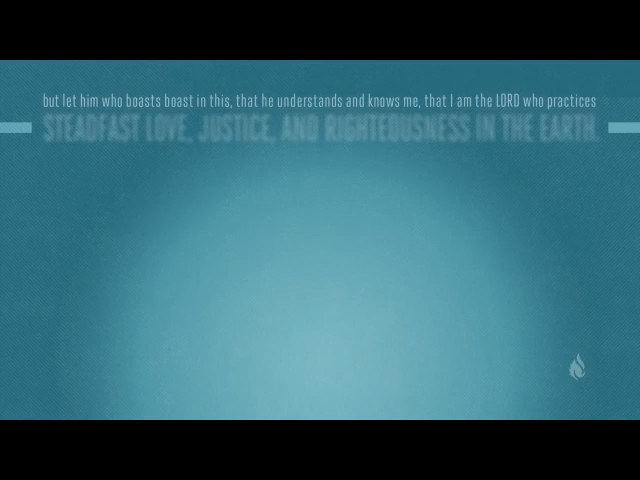 but let him who boasts boast in this, that he understands and knows me, that I am the LORD who practices
STEADFAST LOVE, JUSTICE, AND RIGHTEOUSNESS IN THE EARTH.